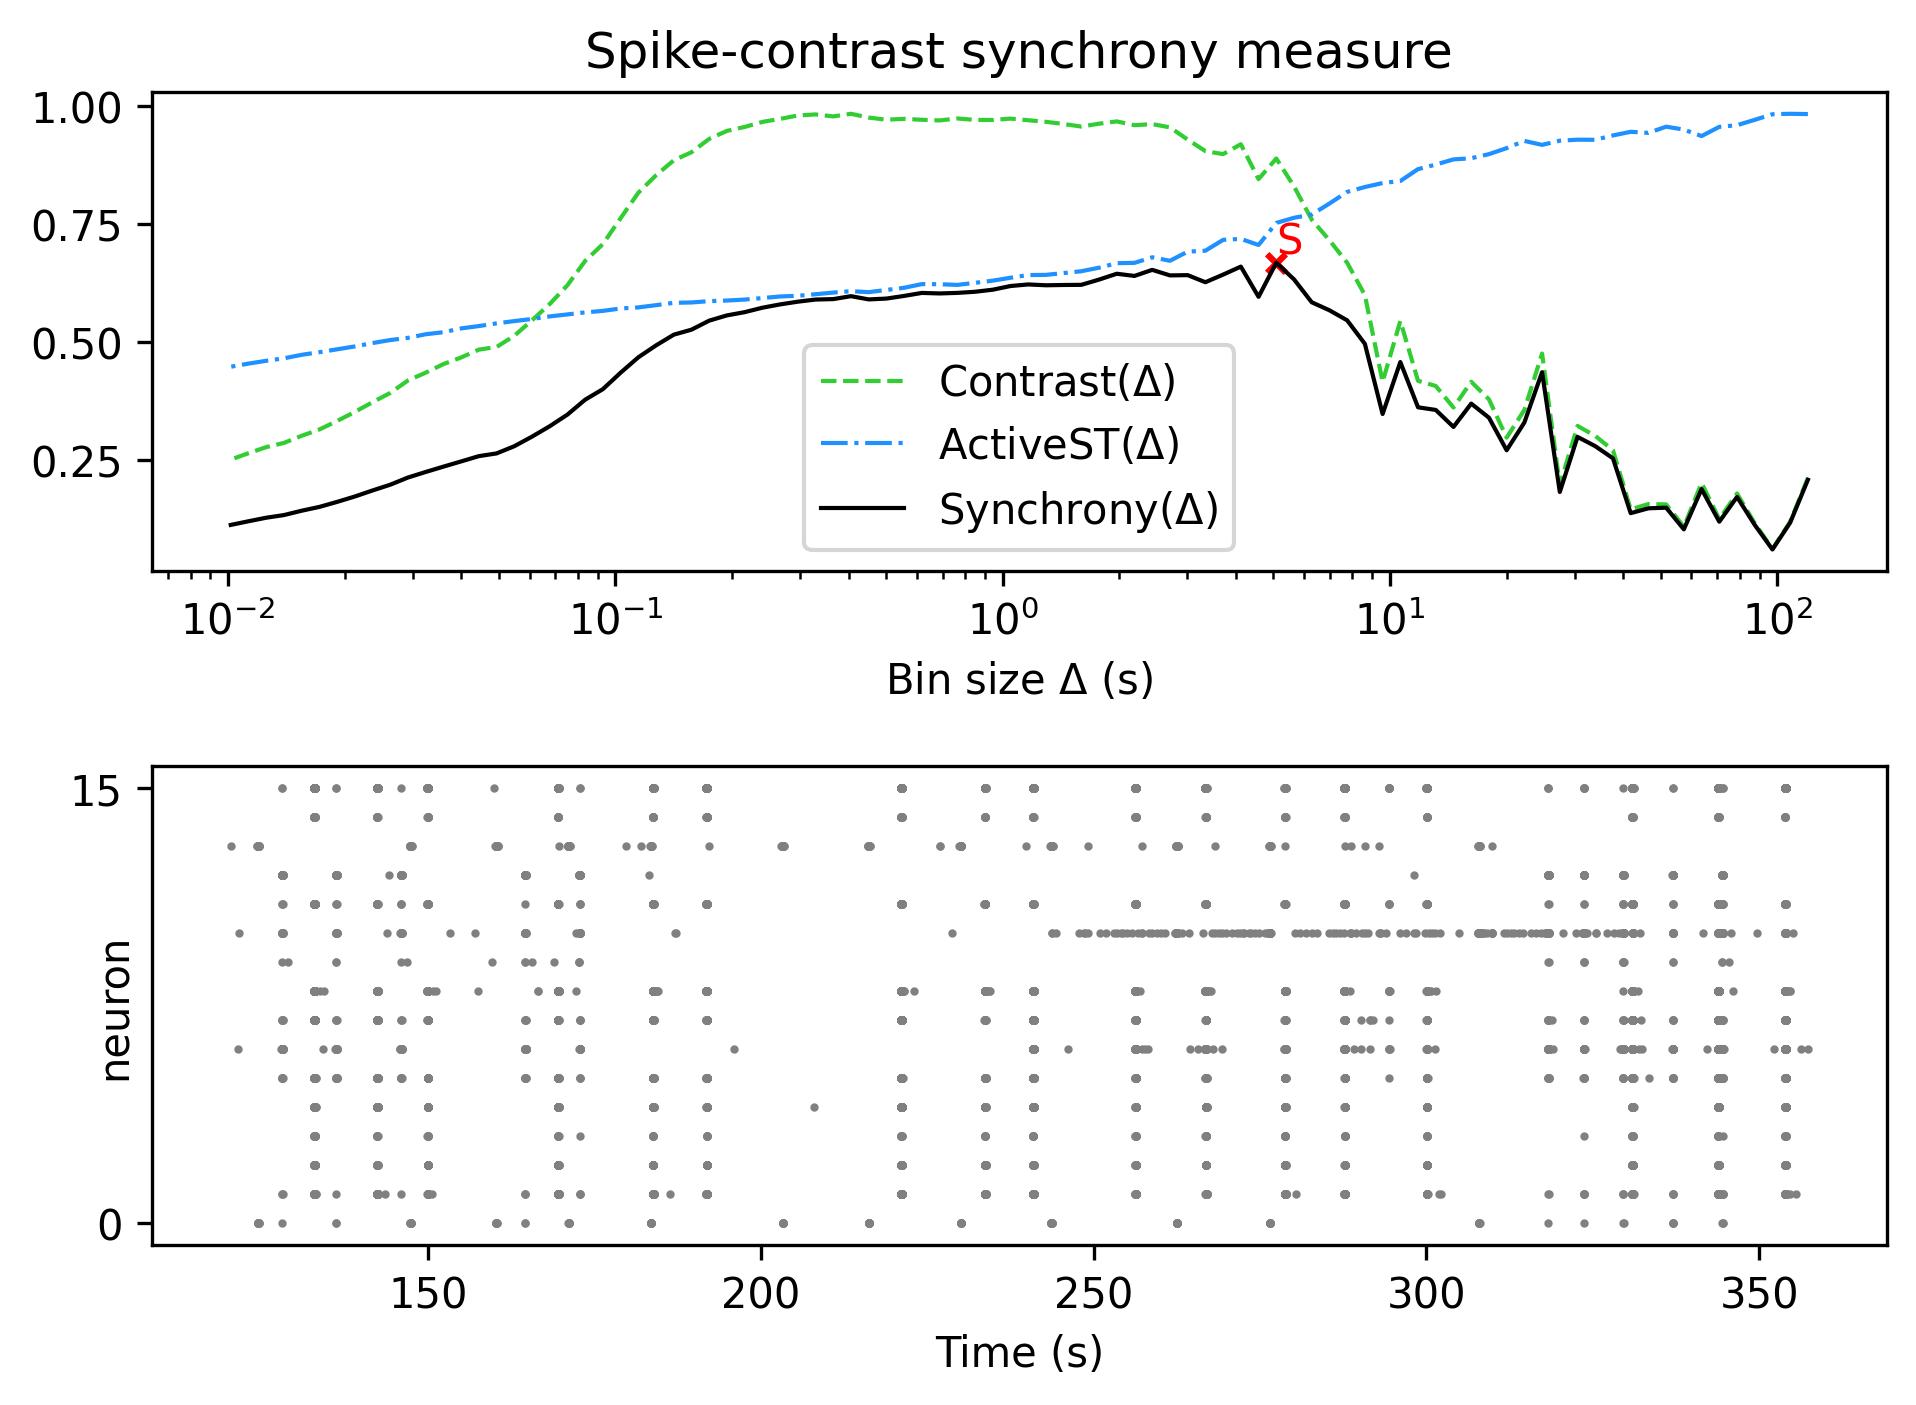 Spike-contrast synchrony measure
1.00
0.75
0.50
0.25
S
Contrast(Δ)
ActiveST(Δ)
Synchrony(Δ)
10⁻² 10⁻¹ 10⁰ 10¹ 10²
Bin size Δ (s)
15
neuron
0
150 200 250 300 350
Time (s)